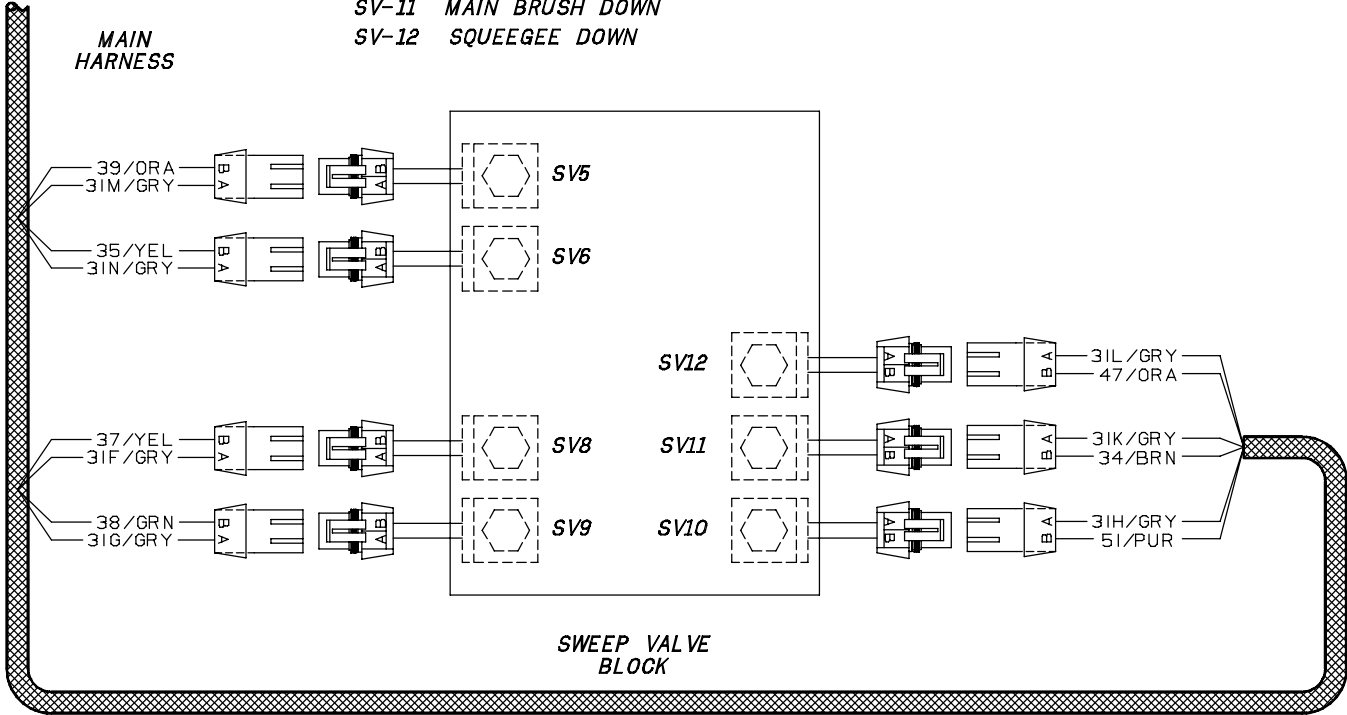 SV-11 MAIN BRUSH DOWN
SV-12 SQUEEGEE DOWN
MAIN
HARNESS
39/ORA
31M/GRY
B
A
B
A
SV5
35/YEL
31N/GRY
B
A
B
A
SV6
SV12
A
B
A
B
31L/GRY
47/ORA
37/YEL
31F/GRY
B
A
B
A
SV8
SV11
A
B
A
B
31K/GRY
34/BRN
38/GRN
31G/GRY
B
A
B
A
SV9
SV10
A
B
A
B
31H/GRY
51/PUR
SWEEP VALVE
BLOCK